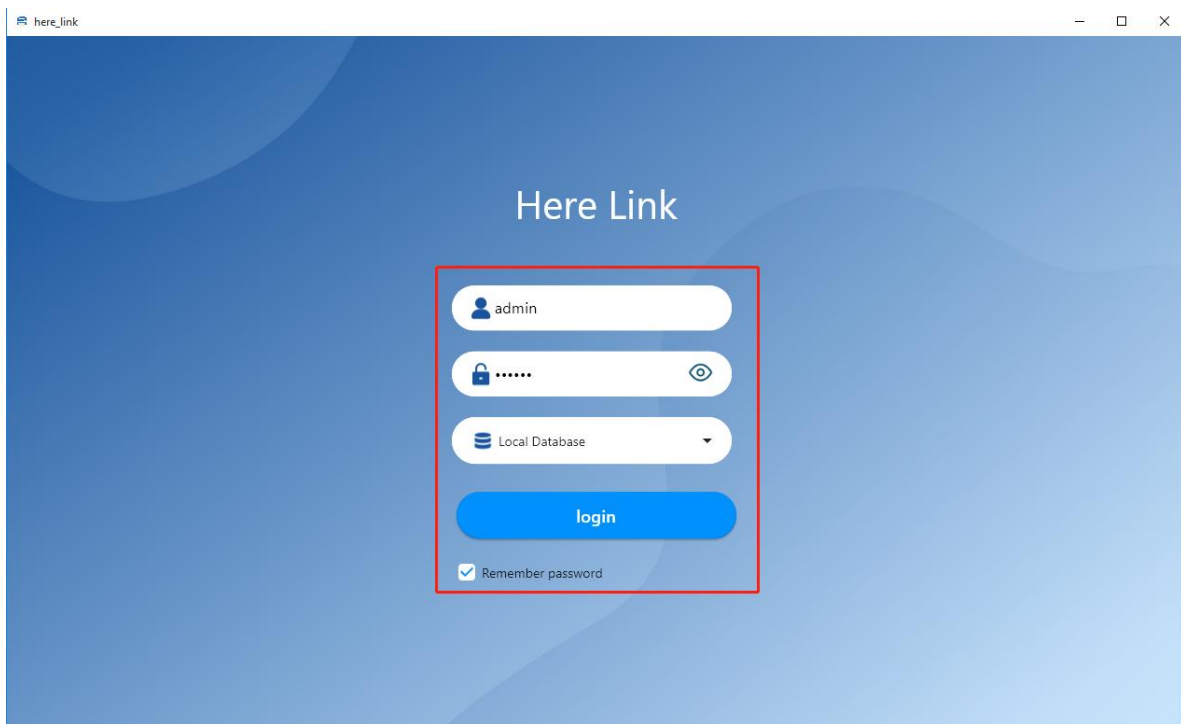 here_link
Here Link
admin
••••••
Local Database
login
Remember password